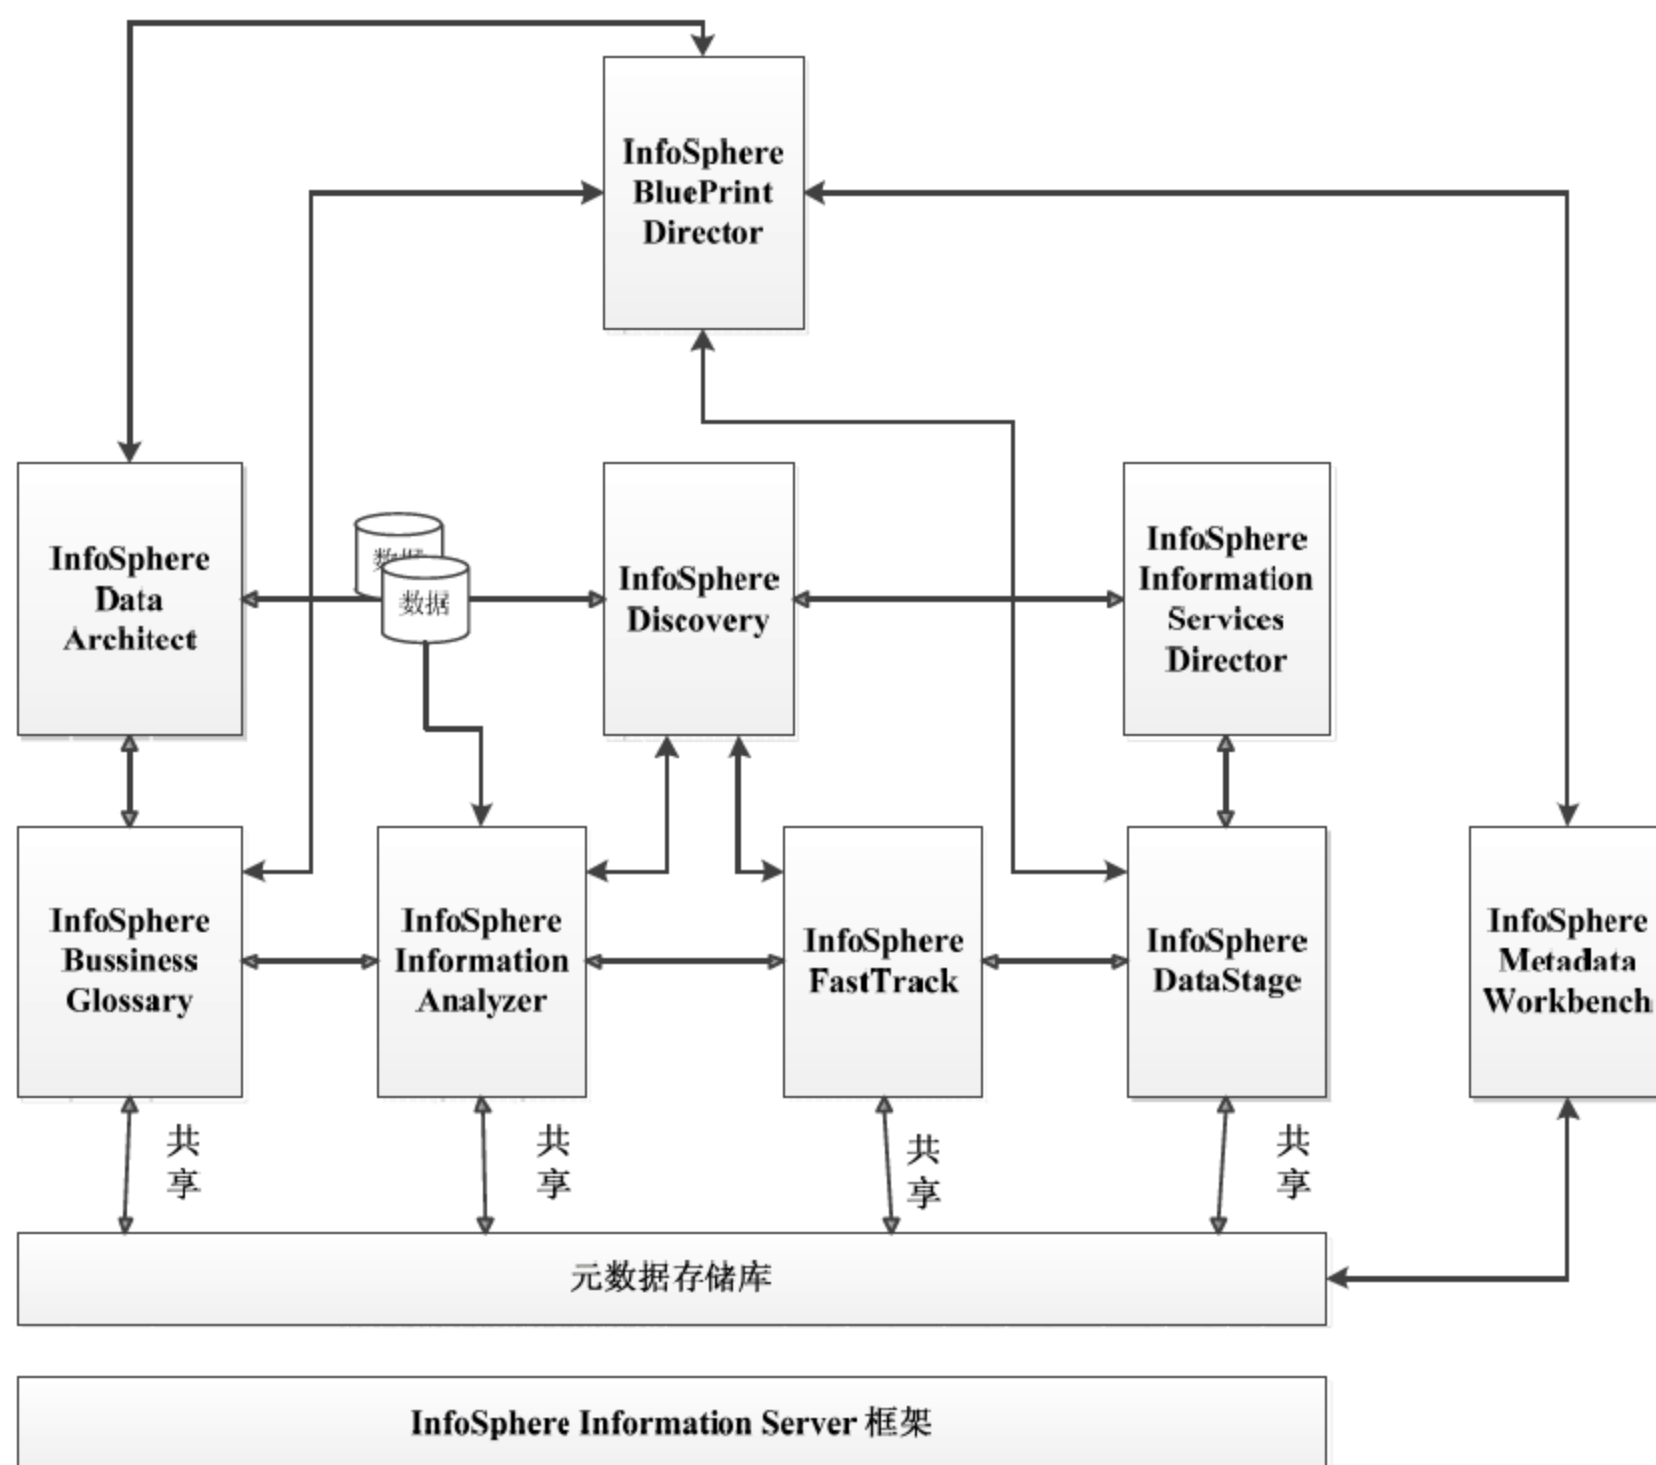 InfoSphere
BluePrint
Director
InfoSphere
Data
Architect
数据
数据
InfoSphere
Discovery
InfoSphere
Information
Services
Director
InfoSphere
Bussiness
Glossary
InfoSphere
Information
Analyzer
InfoSphere
FastTrack
InfoSphere
DataStage
InfoSphere
Metadata
Workbench
共
享
共
享
共
享
共
享
元数据存储库
InfoSphere Information Server 框架